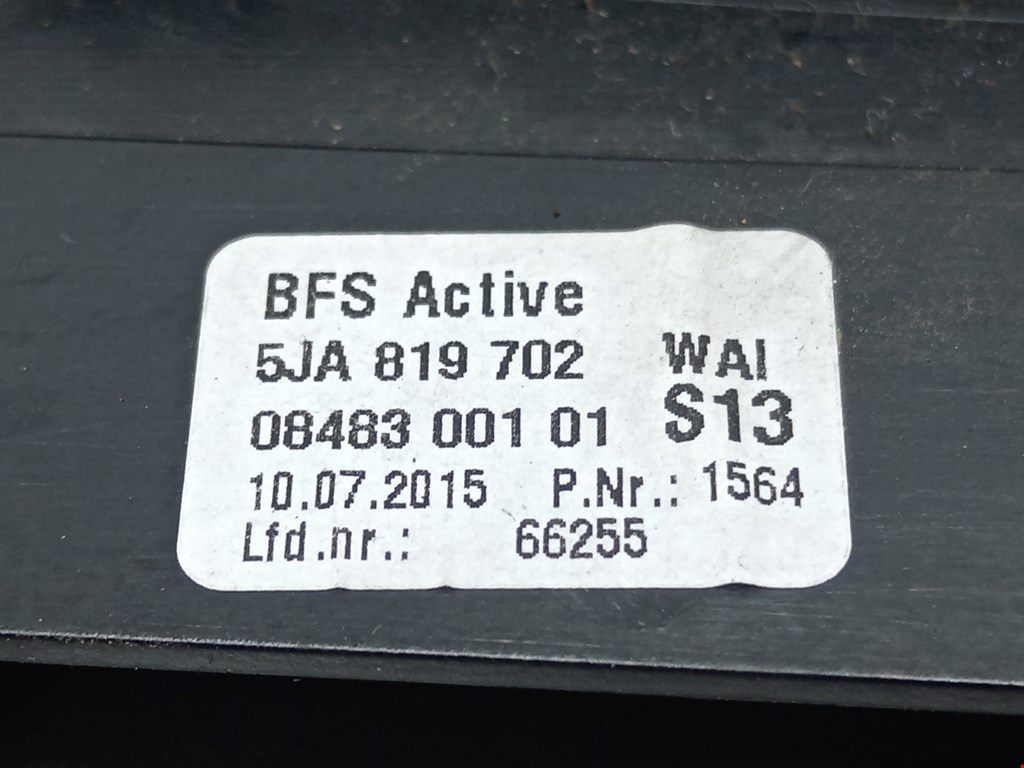 BFS Active
5JA 819 702 WAI
08483 001 01 S13
10.07.2015 P.Nr.: 1564
Lfd.nr.: 66255